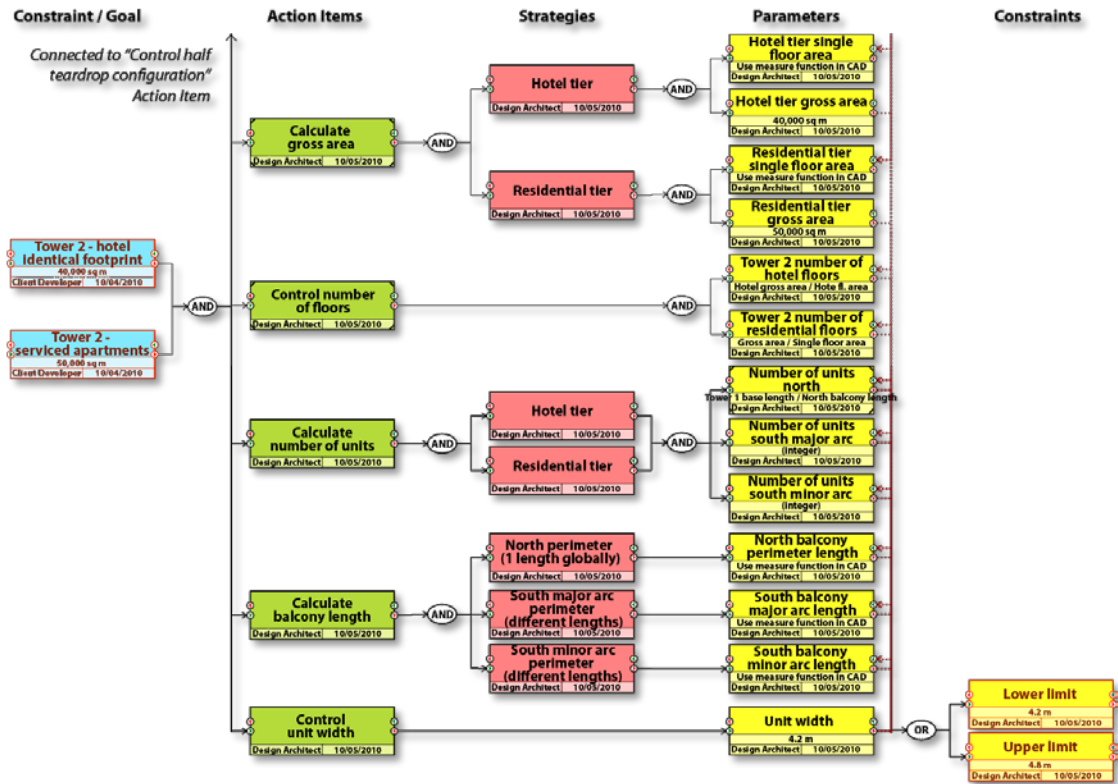 Constraint / Goal
Action Items
Strategies
Parameters
Constraints
Connected to "Control half
teardrop configuration"
Action Item
Tower 2 - hotel
identical footprint
40,000 sq m
Client Developer 10/04/2010
Tower 2 -
serviced apartments
50,000 sq m
Client Developer 10/04/2010
AND
Calculate
gross area
Design Architect 10/05/2010
AND
Hotel tier
Design Architect 10/05/2010
AND
Hotel tier single
floor area
Use measure function in CAD
Design Architect 10/05/2010
Hotel tier gross area
40,000 sq m
Design Architect 10/05/2010
Residential tier
Design Architect 10/05/2010
AND
Residential tier
single floor area
Use measure function in CAD
Design Architect 10/05/2010
Residential tier
gross area
50,000 sq m
Design Architect 10/05/2010
Control number
of floors
Design Architect 10/05/2010
AND
Tower 2 number of
hotel floors
Hotel gross area / Hote fl. area
Design Architect 10/05/2010
Tower 2 number of
residential floors
Gross area / Single floor area
Design Architect 10/05/2010
Calculate
number of units
Design Architect 10/05/2010
AND
Hotel tier
Design Architect 10/05/2010
Residential tier
Design Architect 10/05/2010
AND
Number of units
north
Tower 1 base length / North balcony length
Design Architect 10/05/2010
Number of units
south major arc
(integer)
Design Architect 10/05/2010
Number of units
south minor arc
(integer)
Design Architect 10/05/2010
Calculate
balcony length
Design Architect 10/05/2010
AND
North perimeter
(1 length globally)
Design Architect 10/05/2010
North balcony
perimeter length
Use measure function in CAD
Design Architect 10/05/2010
South major arc
perimeter
(different lengths)
Design Architect 10/05/2010
South balcony
major arc length
Use measure function in CAD
Design Architect 10/05/2010
South minor arc
perimeter
(different lengths)
Design Architect 10/05/2010
South balcony
minor arc length
Use measure function in CAD
Design Architect 10/05/2010
Control
unit width
Design Architect 10/05/2010
Unit width
4.2 m
Design Architect 10/05/2010
OR
Lower limit
4.2 m
Design Architect 10/05/2010
Upper limit
4.8 m
Design Architect 10/05/2010